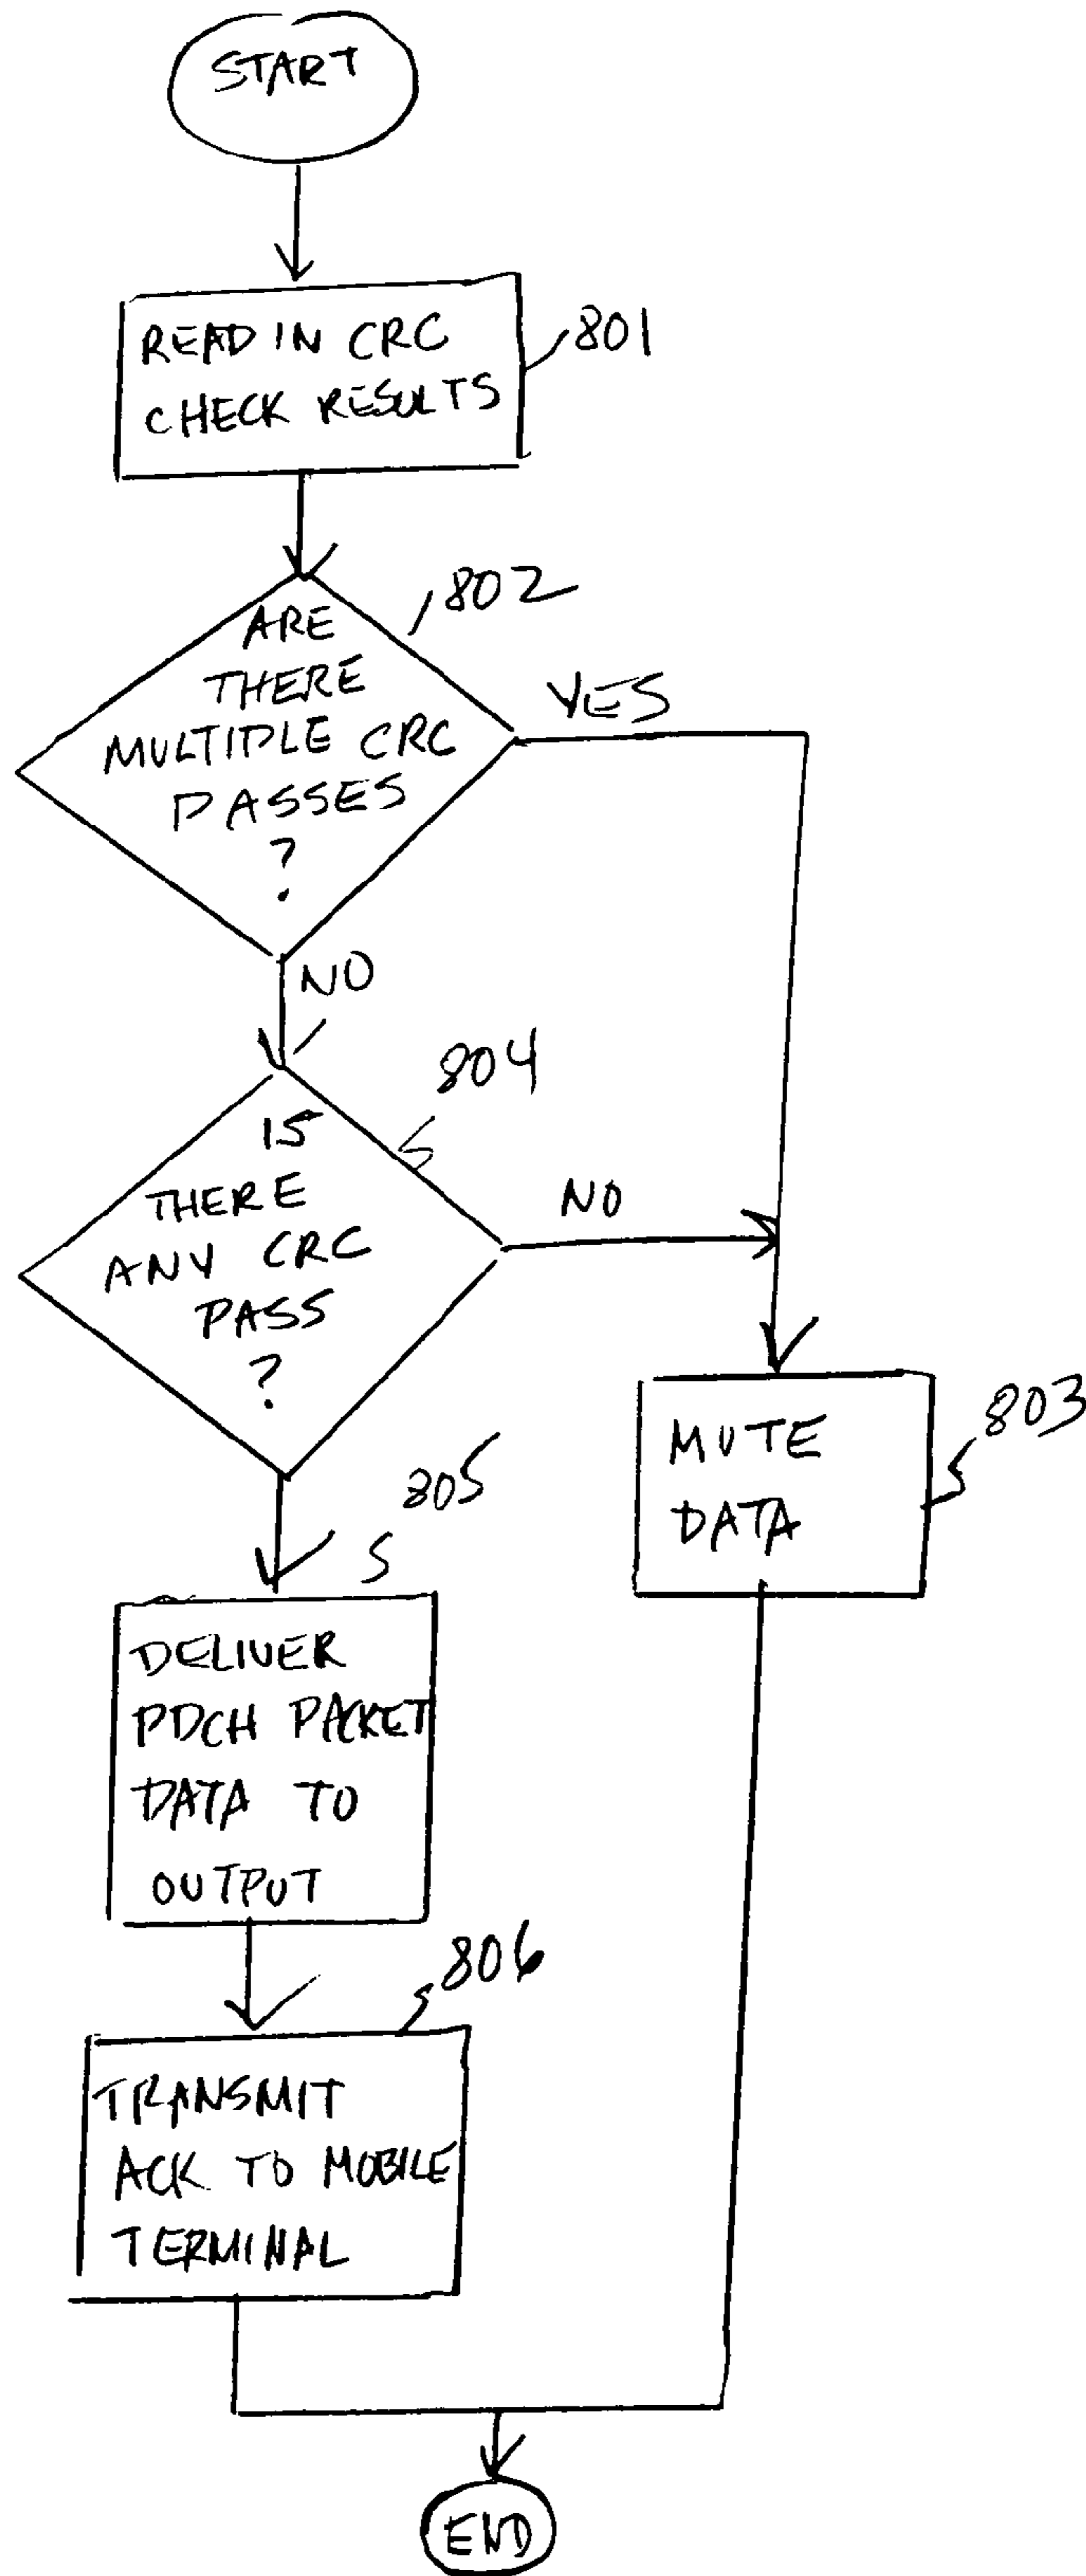 START
READ IN CRC
CHECK RESULTS
801
802
ARE
THERE
MULTIPLE CRC
PASSES
?
YES
NO
804
IS
THERE
ANY CRC
PASS
?
NO
MUTE
DATA
803
805
DELIVER
PDCH PACKET
DATA TO
OUTPUT
806
TRANSMIT
ACK TO MOBILE
TERMINAL
END